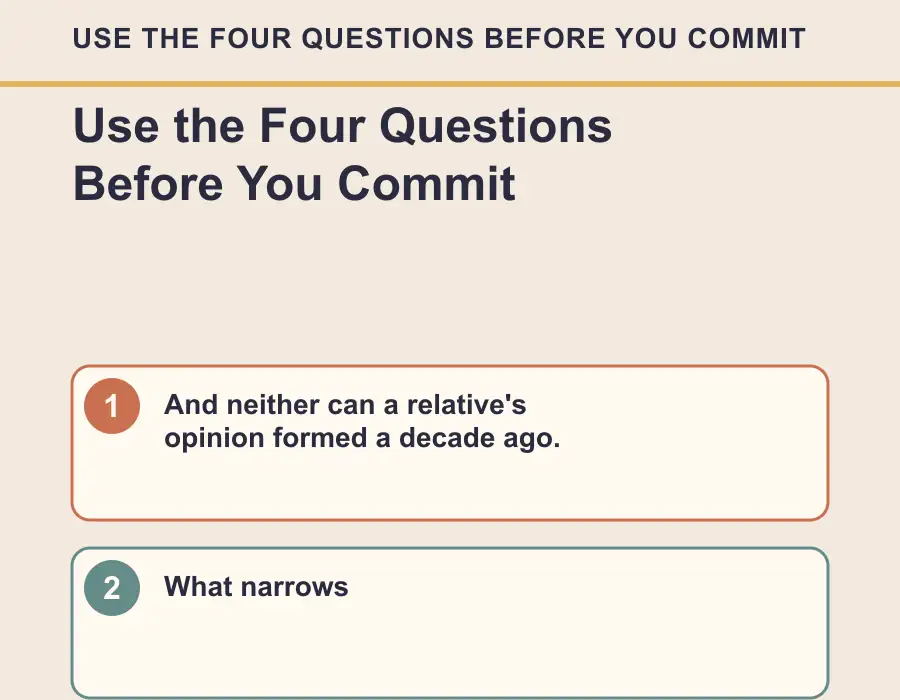 USE THE FOUR QUESTIONS BEFORE YOU COMMIT
Use the Four Questions
Before You Commit
1
And neither can a relative's
opinion formed a decade ago.
2
What narrows